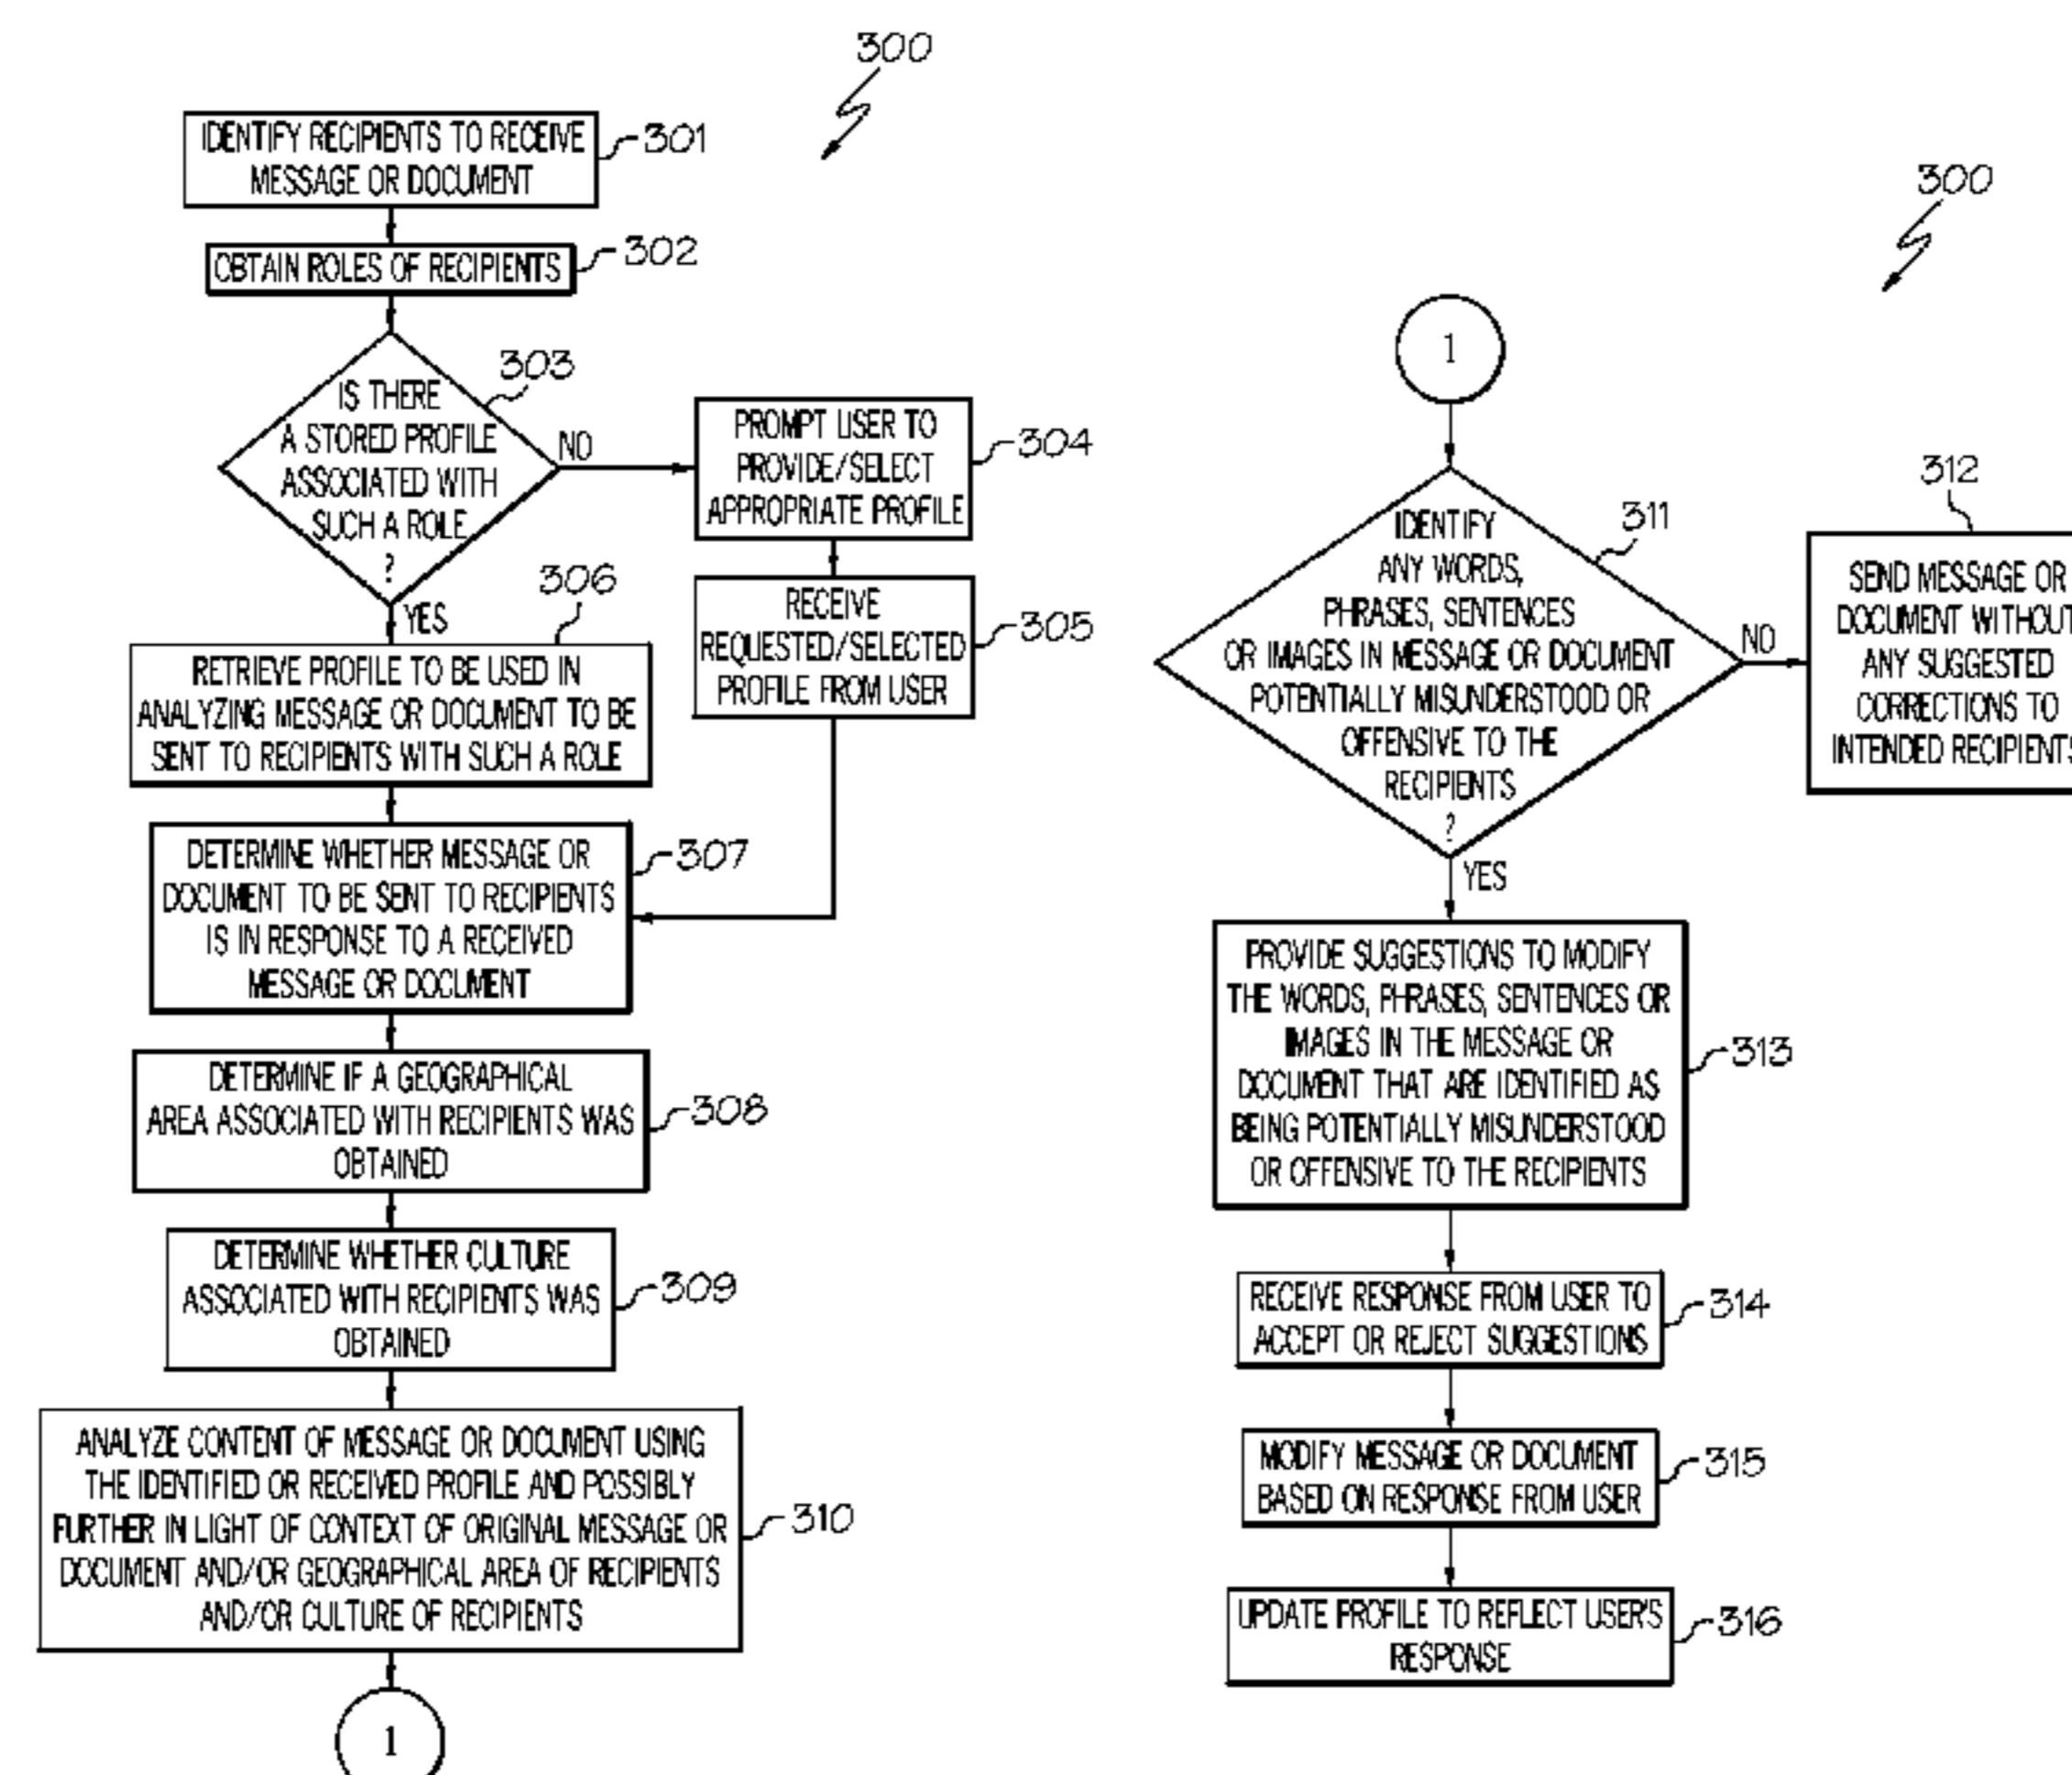 300
IDENTIFY RECIPIENTS TO RECEIVE
MESSAGE OR DOCUMENT
301
OBTAIN ROLES OF RECIPIENTS
302
IS THERE
A STORED PROFILE
ASSOCIATED WITH
SUCH A ROLE
?
303
NO
PROMPT USER TO
PROVIDE/SELECT
APPROPRIATE PROFILE
304
RECEIVE
REQUESTED/SELECTED
PROFILE FROM USER
305
YES
306
RETRIEVE PROFILE TO BE USED IN
ANALYZING MESSAGE OR DOCUMENT TO BE
SENT TO RECIPIENTS WITH SUCH A ROLE
DETERMINE WHETHER MESSAGE OR
DOCUMENT TO BE SENT TO RECIPIENTS
IS IN RESPONSE TO A RECEIVED
MESSAGE OR DOCUMENT
307
DETERMINE IF A GEOGRAPHICAL
AREA ASSOCIATED WITH RECIPIENTS WAS
OBTAINED
308
DETERMINE WHETHER CULTURE
ASSOCIATED WITH RECIPIENTS WAS
OBTAINED
309
ANALYZE CONTENT OF MESSAGE OR DOCUMENT USING
THE IDENTIFIED OR RECEIVED PROFILE AND POSSIBLY
FURTHER IN LIGHT OF CONTEXT OF ORIGINAL MESSAGE OR
DOCUMENT AND/OR GEOGRAPHICAL AREA OF RECIPIENTS
AND/OR CULTURE OF RECIPIENTS
310
1
300
1
IDENTIFY
ANY WORDS,
PHRASES, SENTENCES
OR IMAGES IN MESSAGE OR DOCUMENT
POTENTIALLY MISUNDERSTOOD OR
OFFENSIVE TO THE
RECIPIENTS
?
311
NO
312
SEND MESSAGE OR
DOCUMENT WITHOUT
ANY SUGGESTED
CORRECTIONS TO
INTENDED RECIPIENTS
YES
PROVIDE SUGGESTIONS TO MODIFY
THE WORDS, PHRASES, SENTENCES OR
IMAGES IN THE MESSAGE OR
DOCUMENT THAT ARE IDENTIFIED AS
BEING POTENTIALLY MISUNDERSTOOD
OR OFFENSIVE TO THE RECIPIENTS
313
RECEIVE RESPONSE FROM USER TO
ACCEPT OR REJECT SUGGESTIONS
314
MODIFY MESSAGE OR DOCUMENT
BASED ON RESPONSE FROM USER
315
UPDATE PROFILE TO REFLECT USER'S
RESPONSE
316